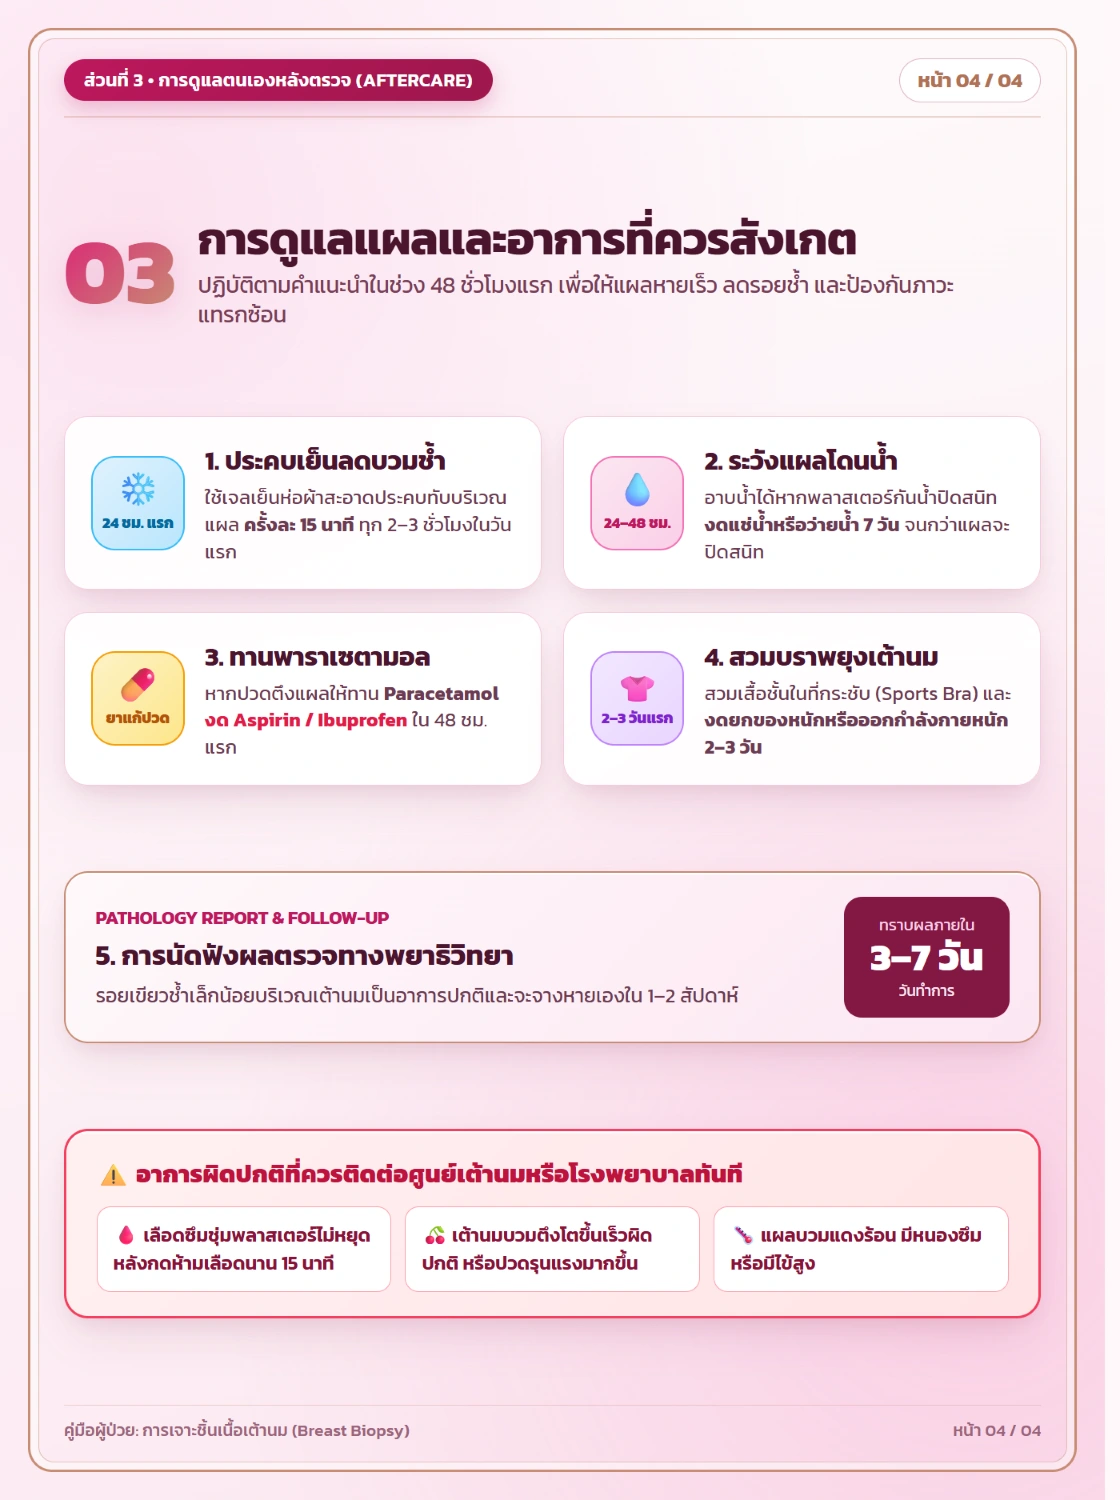 ส่วนที่ 3 • การดูแลตนเองหลังตรวจ (AFTERCARE)
หน้า 04 / 04
03
การดูแลแผลและอาการที่ควรสังเกต
ปฏิบัติตามคำแนะนำในช่วง 48 ชั่วโมงแรก เพื่อให้แผลหายเร็ว ลดรอยช้ำ และป้องกันภาวะ
แทรกซ้อน
24 ชม. แรก
1. ประคบเย็นลดบวมช้ำ
ใช้เจลเย็นห่อผ้าสะอาดประคบทับบริเวณ
แผล ครั้งละ 15 นาที ทุก 2–3 ชั่วโมงในวัน
แรก
24–48 ชม.
2. ระวังแผลโดนน้ำ
อาบน้ำได้หากพลาสเตอร์กันน้ำปิดสนิท
งดแช่น้ำหรือว่ายน้ำ 7 วัน จนกว่าแผลจะ
ปิดสนิท
ยาแก้ปวด
3. ทานพาราเซตามอล
หากปวดตึงแผลให้ทาน Paracetamol
งด Aspirin / Ibuprofen ใน 48 ชม.
แรก
2–3 วันแรก
4. สวมบราพยุงเต้านม
สวมเสื้อชั้นในที่กระชับ (Sports Bra) และ
งดยกของหนักหรือออกกำลังกายหนัก
2–3 วัน
PATHOLOGY REPORT & FOLLOW-UP
5. การนัดฟังผลตรวจทางพยาธิวิทยา
รอยเขียวช้ำเล็กน้อยบริเวณเต้านมเป็นอาการปกติและจะจางหายเองใน 1–2 สัปดาห์
ทราบผลภายใน
3–7 วัน
วันทำการ
อาการผิดปกติที่ควรติดต่อศูนย์เต้านมหรือโรงพยาบาลทันที
เลือดซึมชุ่มพลาสเตอร์ไม่หยุด
หลังกดห้ามเลือดนาน 15 นาที
เต้านมบวมตึงโตขึ้นเร็วผิด
ปกติ หรือปวดรุนแรงมากขึ้น
แผลบวมแดงร้อน มีหนองซึม
หรือมีไข้สูง
คู่มือผู้ป่วย: การเจาะชิ้นเนื้อเต้านม (Breast Biopsy)
หน้า 04 / 04